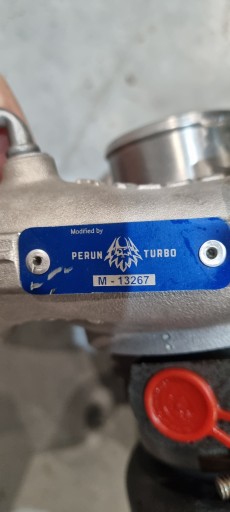 Modified by
PERUN TURBO
M - 13267